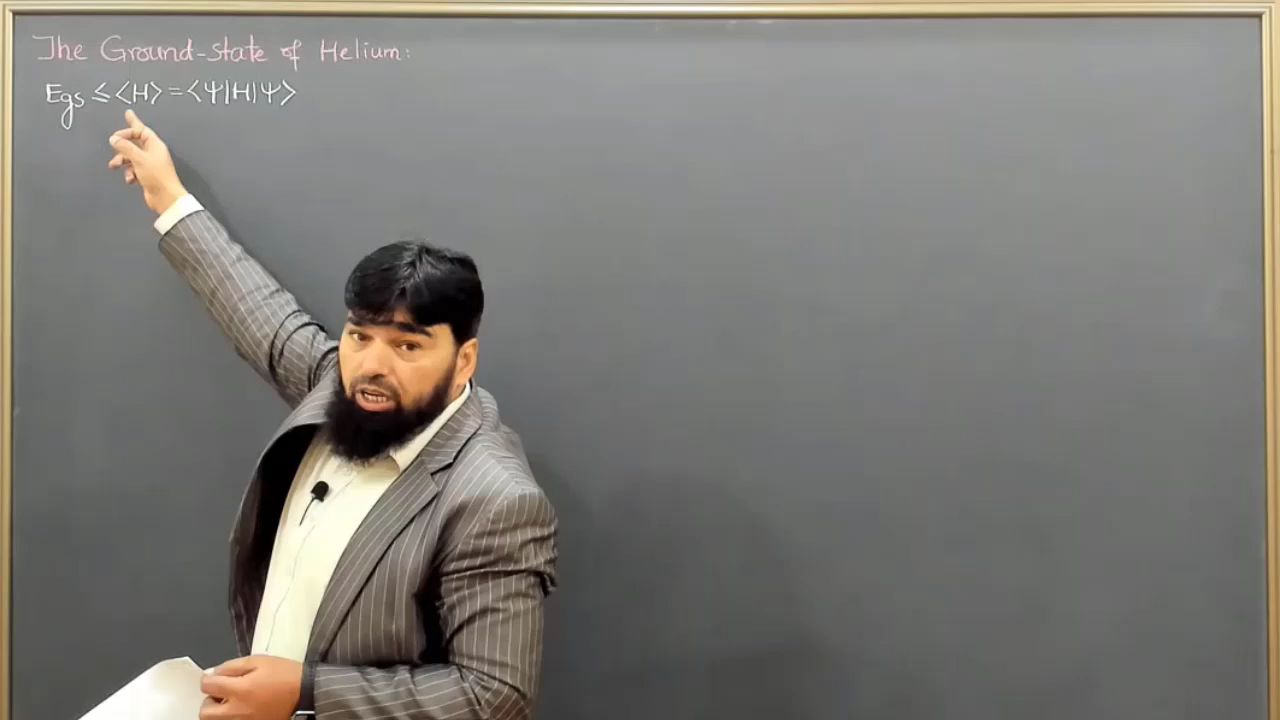 The Ground-state of Helium:
Egs ≤ <H> = <Ψ|H|Ψ>